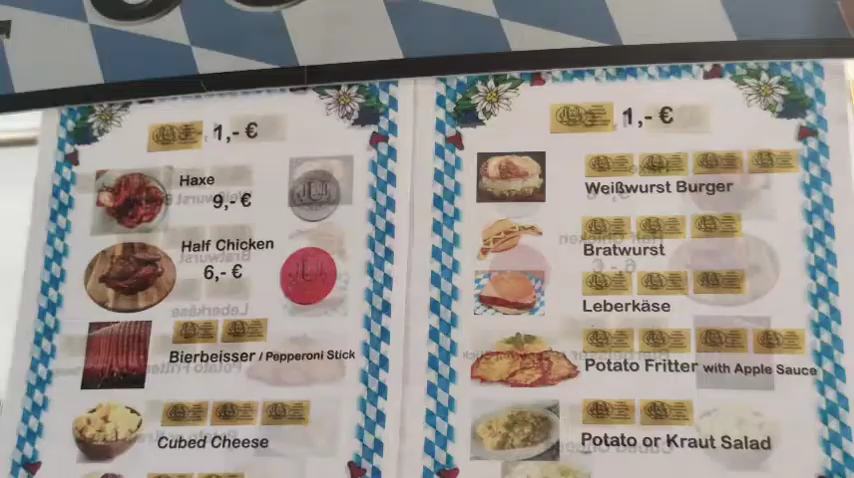 1,- €
Haxe
9,- €
Half Chicken
6,- €
Bierbeisser / Pepperoni Stick
Cubed Cheese
1,- €
Weißwurst Burger
Bratwurst
Leberkäse
Potato Fritter with Apple Sauce
Potato or Kraut Salad